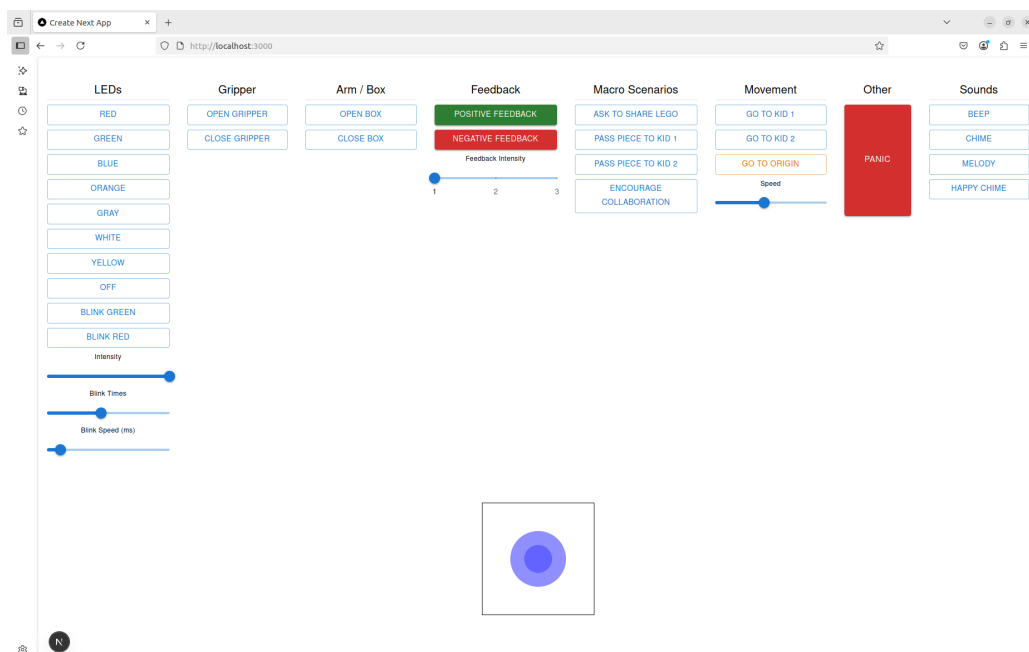 Create Next App
http://localhost:3000
LEDs
RED
GREEN
BLUE
ORANGE
GRAY
WHITE
YELLOW
OFF
BLINK GREEN
BLINK RED
Intensity
Blink Times
Blink Speed (ms)
Gripper
OPEN GRIPPER
CLOSE GRIPPER
Arm / Box
OPEN BOX
CLOSE BOX
Feedback
POSITIVE FEEDBACK
NEGATIVE FEEDBACK
Feedback Intensity
1 2 3
Macro Scenarios
ASK TO SHARE LEGO
PASS PIECE TO KID 1
PASS PIECE TO KID 2
ENCOURAGE
COLLABORATION
Movement
GO TO KID 1
GO TO KID 2
GO TO ORIGIN
Speed
Other
PANIC
Sounds
BEEP
CHIME
MELODY
HAPPY CHIME
N